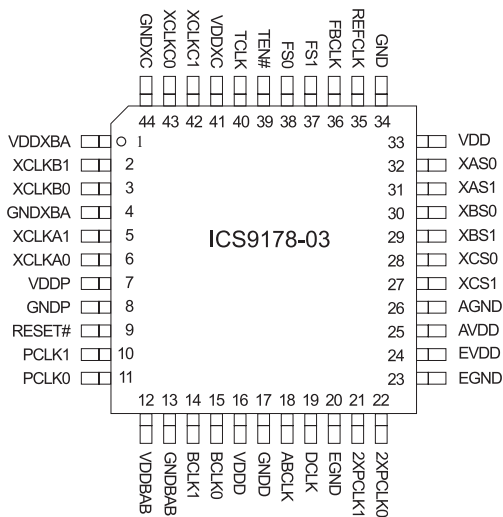 GNDXC
XCLKC0
XCLKC1
VDDXC
TCLK
TEN#
FS0
FS1
FBCLK
REFCLK
GND
44 43 42 41 40 39 38 37 36 35 34
VDDXBA 1 33 VDD
XCLKB1 2 32 XAS0
XCLKB0 3 31 XAS1
GNDXBA 4 30 XBS0
XCLKA1 5 ICS9178-03 29 XBS1
XCLKA0 6 28 XCS0
VDDP 7 27 XCS1
GNDP 8 26 AGND
RESET# 9 25 AVDD
PCLK1 10 24 EVDD
PCLK0 11 23 EGND
12 13 14 15 16 17 18 19 20 21 22
VDDBAB
GNDBAB
BCLK1
BCLK0
VDDD
GNDD
ABCLK
DCLK
EGND
2XPCLK1
2XPCLK0